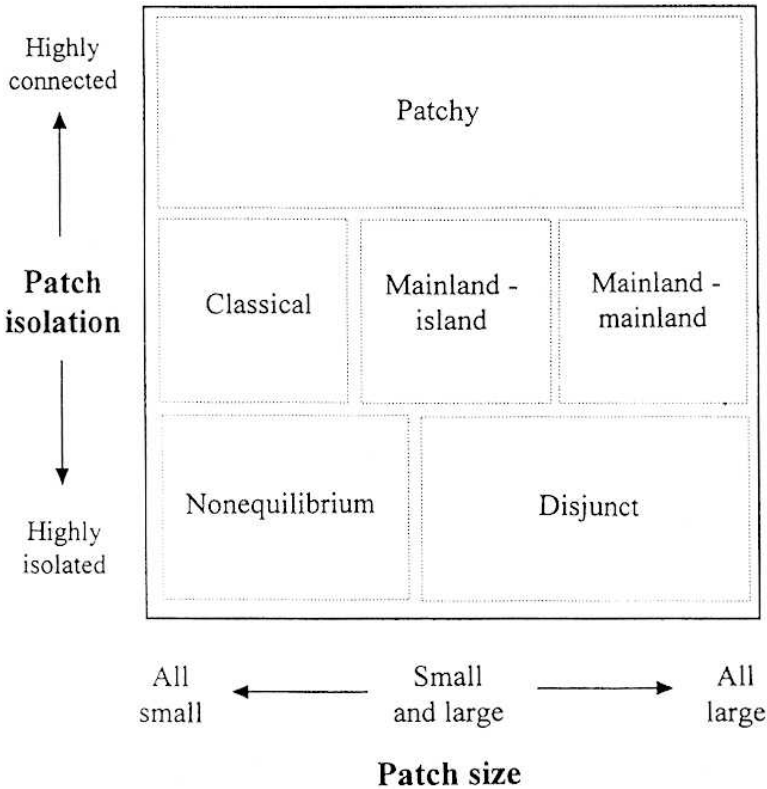 Highly
connected
Patchy
Patch
isolation
Classical
Mainland -
island
Mainland -
mainland
Nonequilibrium
Disjunct
Highly
isolated
All
small
Small
and large
All
large
Patch size